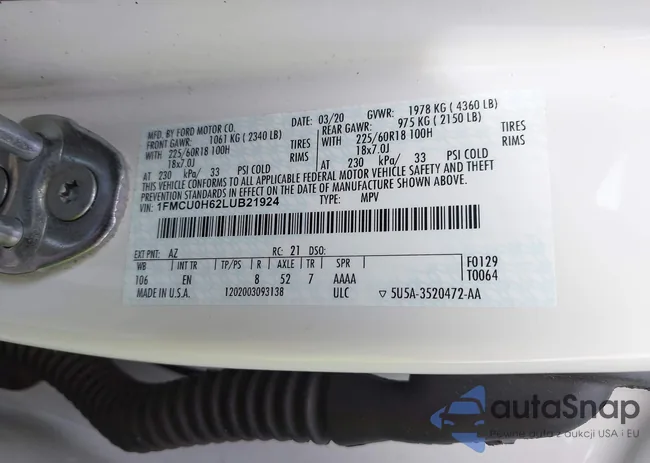 MFD. BY FORD MOTOR CO.
DATE: 03/20 GVWR: 1978 KG (4360 LB)
FRONT GAWR: 1061 KG (2340 LB)
REAR GAWR: 975 KG (2150 LB)
WITH 225/60R18 100H TIRES
WITH 225/60R18 100H TIRES
18x7.0J RIMS
18x7.0J RIMS
AT 230 kPa/ 33 PSI COLD
AT 230 kPa/ 33 PSI COLD
THIS VEHICLE CONFORMS TO ALL APPLICABLE FEDERAL MOTOR VEHICLE SAFETY AND THEFT
PREVENTION STANDARDS IN EFFECT ON THE DATE OF MANUFACTURE SHOWN ABOVE.
VIN: 1FMCU0H62LUB21924 TYPE: MPV
EXT PNT: AZ RC: 21 DSO: F0129
WB INT TR TP/PS R AXLE TR SPR T0064
T06 EN 8 52 7 AAAA
MADE IN U.S.A. 1202003093138 ULC ▽ 5U5A-3520472-AA
autaSnap
Pewne auta z aukcji USA i EU